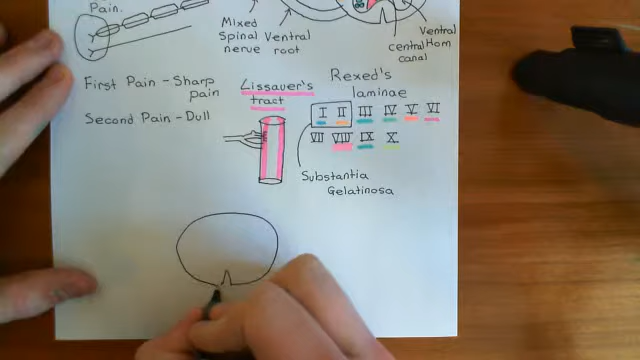 Pain.
Mixed
Spinal
nerve
Ventral
root
Ventral
Horn
central
canal
First Pain - Sharp
pain
Second Pain - Dull
Lissauer's
tract
Rexed's
laminae
I II III IV V VI
VII VIII IX X
Substantia
Gelatinosa